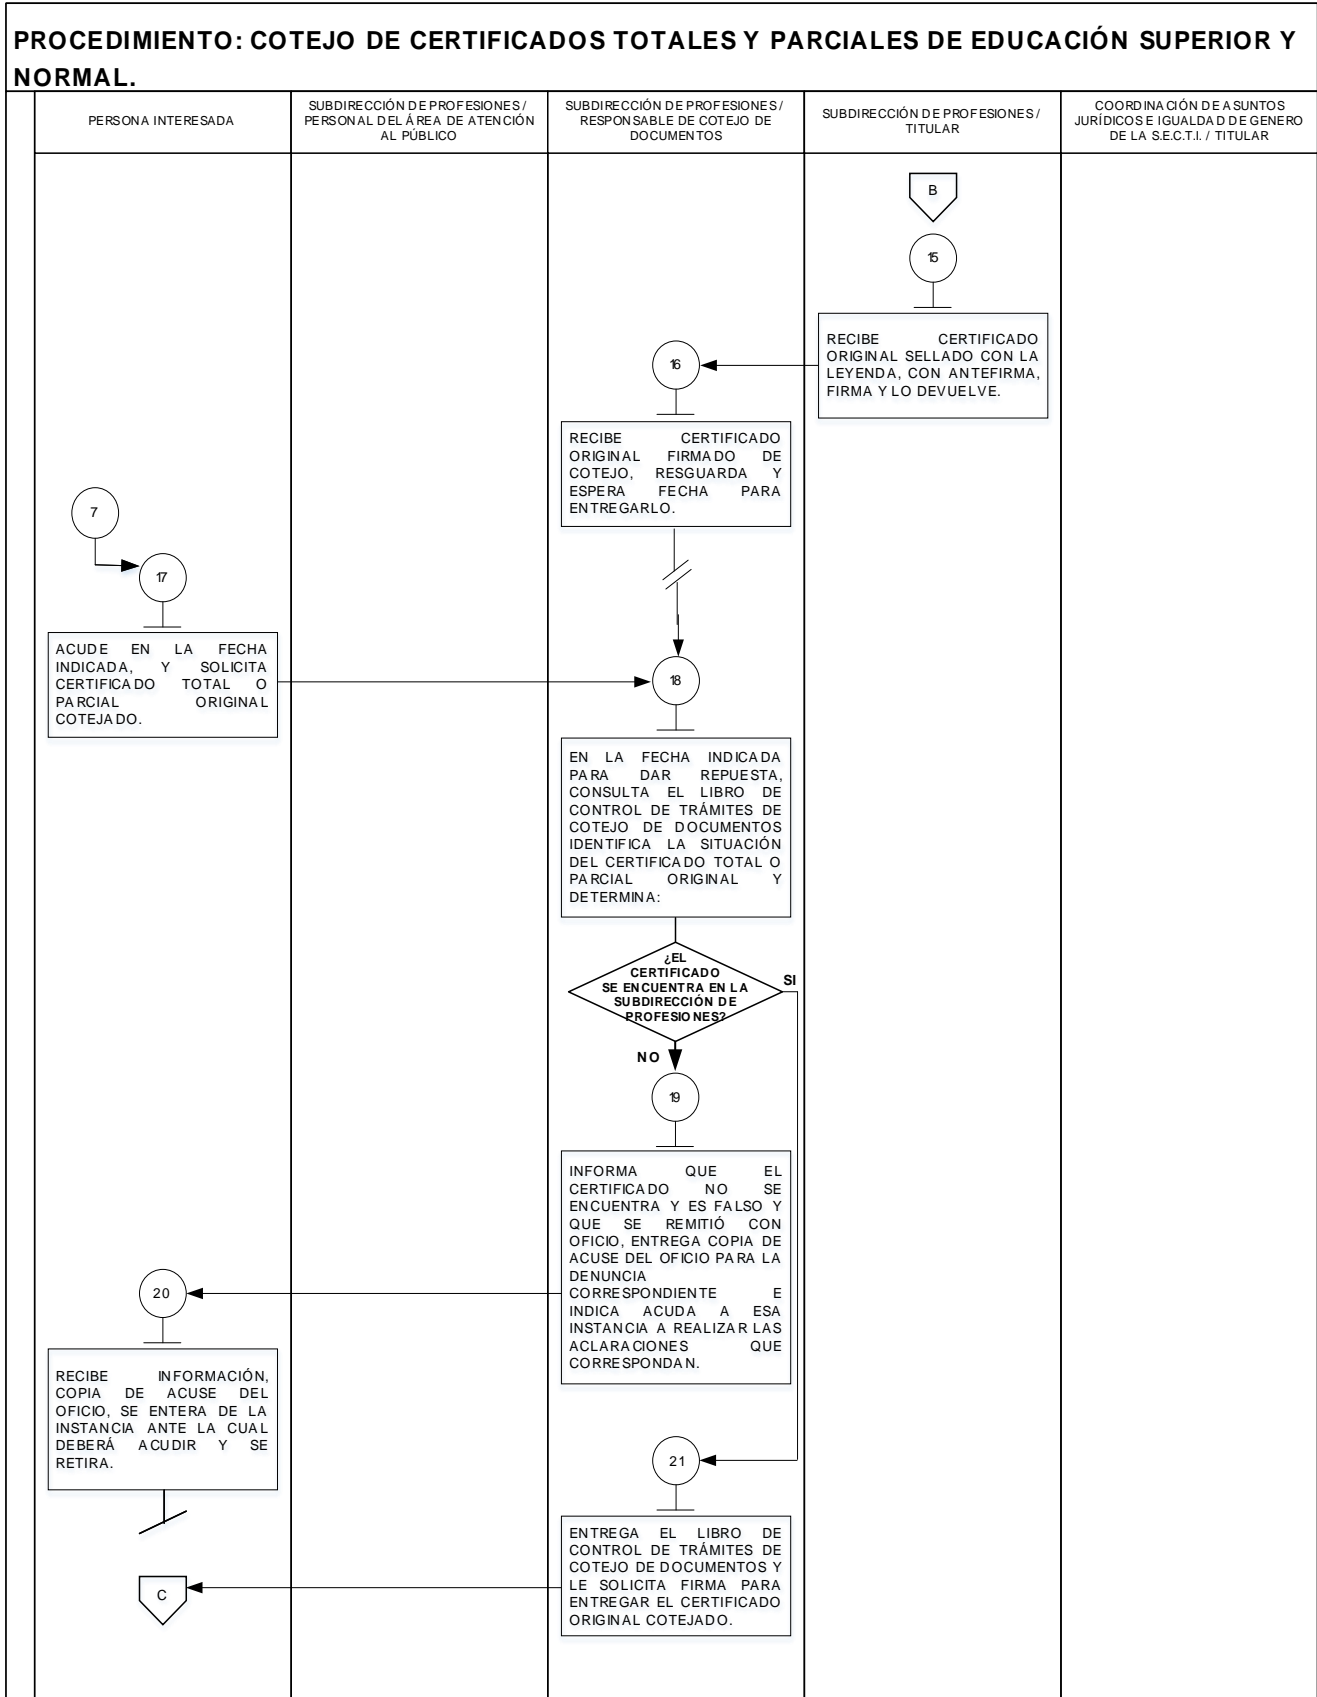 PROCEDIMIENTO: COTEJO DE CERTIFICADOS TOTALES Y PARCIALES DE EDUCACIÓN SUPERIOR Y
NORMAL.
PERSONA INTERESADA
SUBDIRECCIÓN DE PROFESIONES /
PERSONAL DEL ÁREA DE ATENCIÓN
AL PÚBLICO
SUBDIRECCIÓN DE PROFESIONES /
RESPONSABLE DE COTEJO DE
DOCUMENTOS
SUBDIRECCIÓN DE PROFESIONES /
TITULAR
COORDINACIÓN DE ASUNTOS
JURÍDICOS E IGUALDAD DE GENERO
DE LA S.E.C.T.I. / TITULAR
B
15
RECIBE CERTIFICADO
ORIGINAL SELLADO CON LA
LEYENDA, CON ANTEFIRMA,
FIRMA Y LO DEVUELVE.
16
RECIBE CERTIFICADO
ORIGINAL FIRMADO DE
COTEJO, RESGUARDA Y
ESPERA FECHA PARA
ENTREGARLO.
7
17
ACUDE EN LA FECHA
INDICADA, Y SOLICITA
CERTIFICADO TOTAL O
PARCIAL ORIGINAL
COTEJADO.
18
EN LA FECHA INDICADA
PARA DAR REPUESTA,
CONSULTA EL LIBRO DE
CONTROL DE TRÁMITES DE
COTEJO DE DOCUMENTOS
IDENTIFICA LA SITUACIÓN
DEL CERTIFICADO TOTAL O
PARCIAL ORIGINAL Y
DETERMINA:
¿EL
CERTIFICADO
SE ENCUENTRA EN LA
SUBDIRECCIÓN DE
PROFESIONES?
SI
NO
19
INFORMA QUE EL
CERTIFICADO NO SE
ENCUENTRA Y ES FALSO Y
QUE SE REMITIÓ CON
OFICIO, ENTREGA COPIA DE
ACUSE DEL OFICIO PARA LA
DENUNCIA
CORRESPONDIENTE E
INDICA ACUDA A ESA
INSTANCIA A REALIZAR LAS
ACLARACIONES QUE
CORRESPONDAN.
20
RECIBE INFORMACIÓN,
COPIA DE ACUSE DEL
OFICIO, SE ENTERA DE LA
INSTANCIA ANTE LA CUAL
DEBERÁ ACUDIR Y SE
RETIRA.
21
ENTREGA EL LIBRO DE
CONTROL DE TRÁMITES DE
COTEJO DE DOCUMENTOS Y
LE SOLICITA FIRMA PARA
ENTREGAR EL CERTIFICADO
ORIGINAL COTEJADO.
C